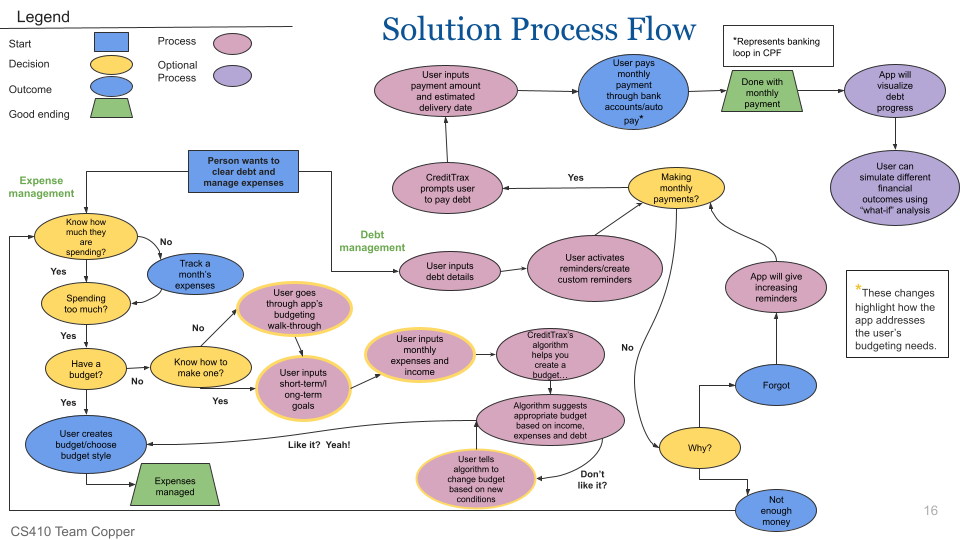 Legend
Start
Decision
Outcome
Good ending
Process
Optional
Process
Solution Process Flow
*Represents banking
loop in CPF
User inputs
payment amount
and estimated
delivery date
User pays
monthly
payment
through bank
accounts/auto
pay*
Done with
monthly
payment
App will
visualize
debt
progress
User can
simulate different
financial
outcomes using
"what-if" analysis
Person wants to
clear debt and
manage expenses
Expense
management
Debt
management
CreditTrax
prompts user
to pay debt
Yes
Making
monthly
payments?
Know how
much they
are
spending?
No
Track a
month's
expenses
Yes
Spending
too much?
Yes
Have a
budget?
No
Know how to
make one?
No
Yes
Yes
User goes
through app's
budgeting
walk-through
User inputs
short-term/l
ong-term
goals
User inputs
monthly
expenses and
income
CreditTrax's
algorithm
helps you
create a
budget...
Algorithm suggests
appropriate budget
based on income,
expenses and debt
Like it? Yeah!
Don't
like it?
User tells
algorithm to
change budget
based on new
conditions
User creates
budget/choose
budget style
Expenses
managed
User inputs
debt details
User activates
reminders/create
custom reminders
App will give
increasing
reminders
No
Forgot
Why?
Not
enough
money
*These changes
highlight how the
app addresses
the user's
budgeting needs.
16
CS410 Team Copper